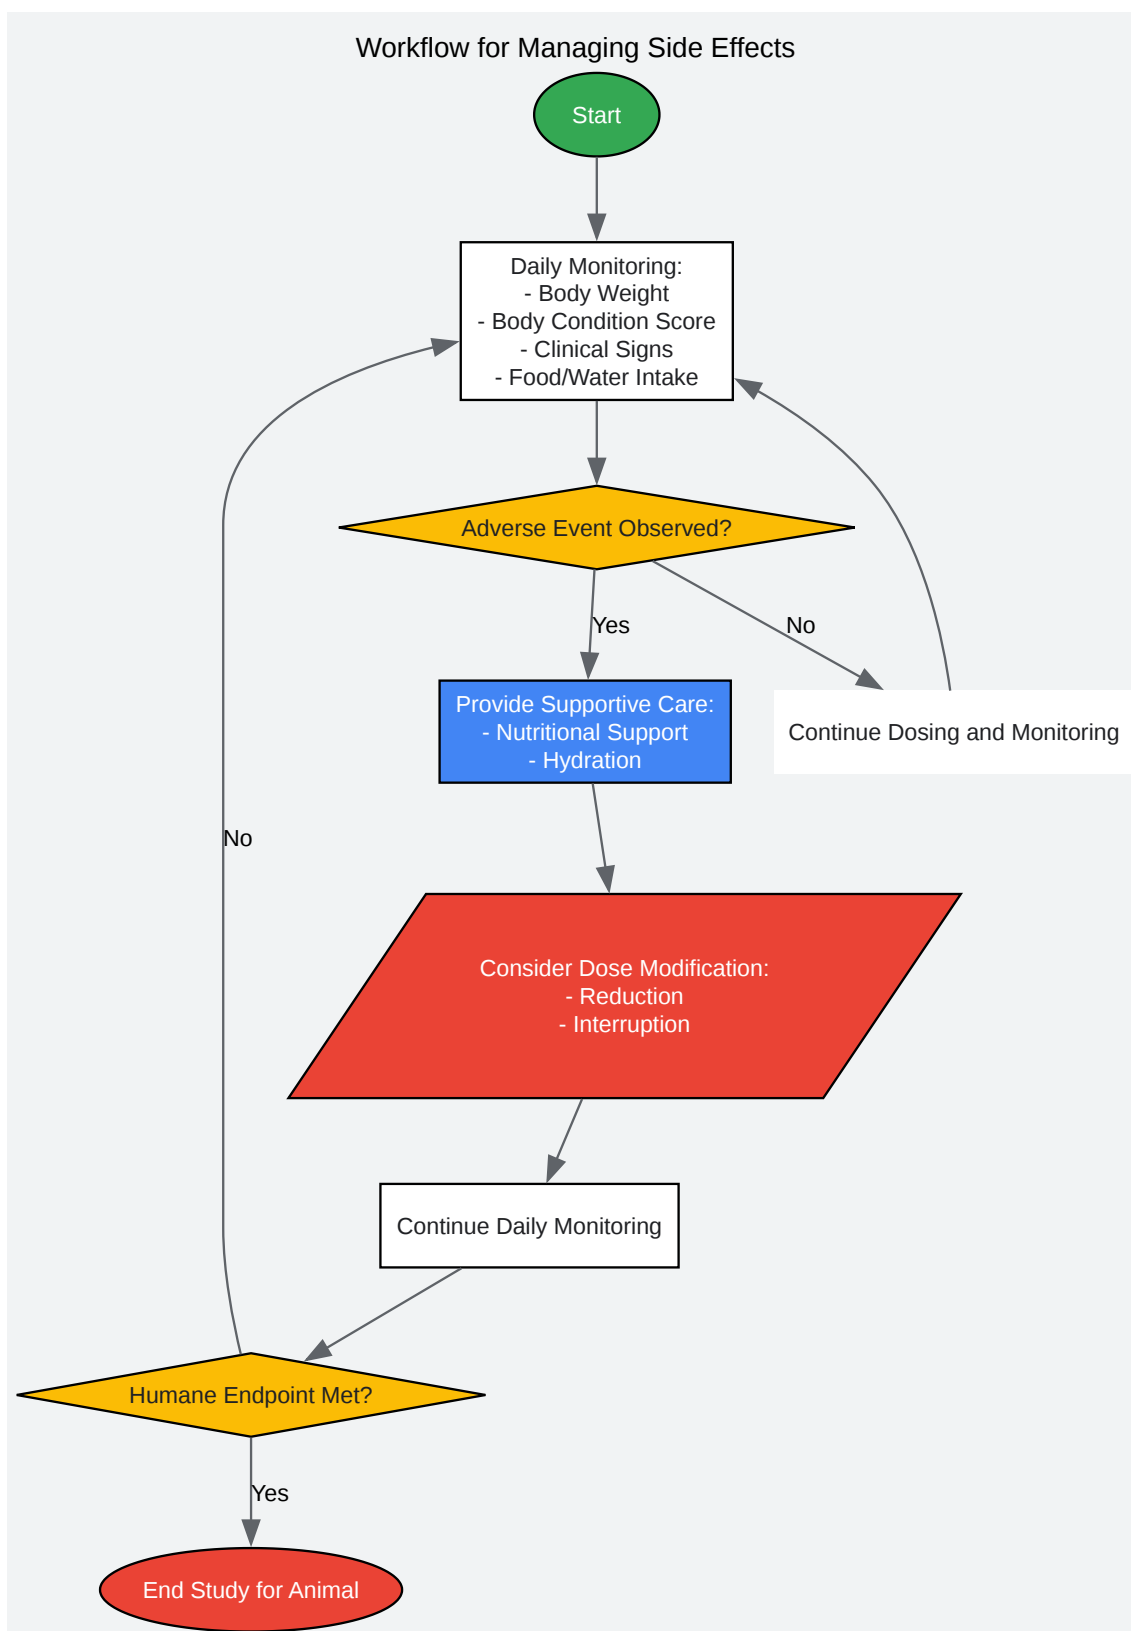 Workflow for Managing Side Effects
Start
Daily Monitoring:
- Body Weight
- Body Condition Score
- Clinical Signs
- Food/Water Intake
Adverse Event Observed?
Yes
No
Provide Supportive Care:
- Nutritional Support
- Hydration
Continue Dosing and Monitoring
No
Consider Dose Modification:
- Reduction
- Interruption
Continue Daily Monitoring
Humane Endpoint Met?
Yes
End Study for Animal